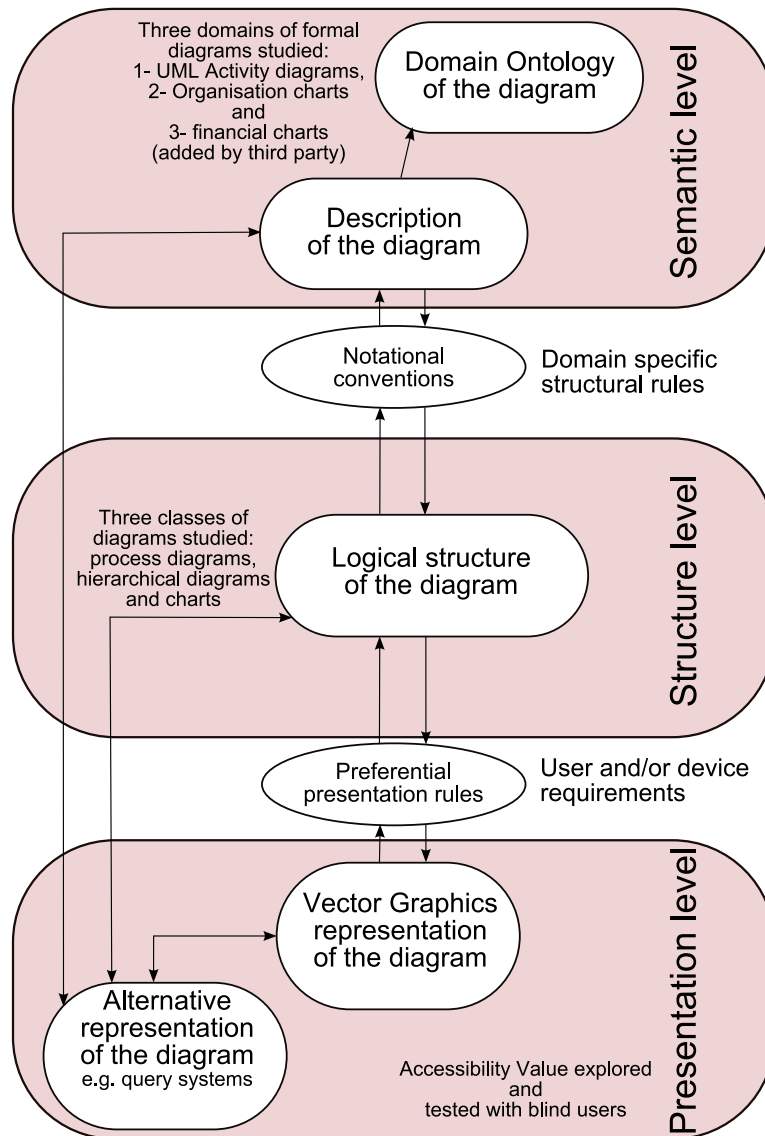 Three domains of formal
diagrams studied:
1- UML Activity diagrams,
2- Organisation charts
and
3- financial charts
(added by third party)
Domain Ontology
of the diagram
Semantic level
Description
of the diagram
Notational
conventions
Domain specific
structural rules
Three classes of
diagrams studied:
process diagrams,
hierarchical diagrams
and charts
Logical structure
of the diagram
Structure level
Preferential
presentation rules
User and/or device
requirements
Vector Graphics
representation
of the diagram
Presentation level
Alternative
representation
of the diagram
e.g. query systems
Accessibility Value explored
and
tested with blind users